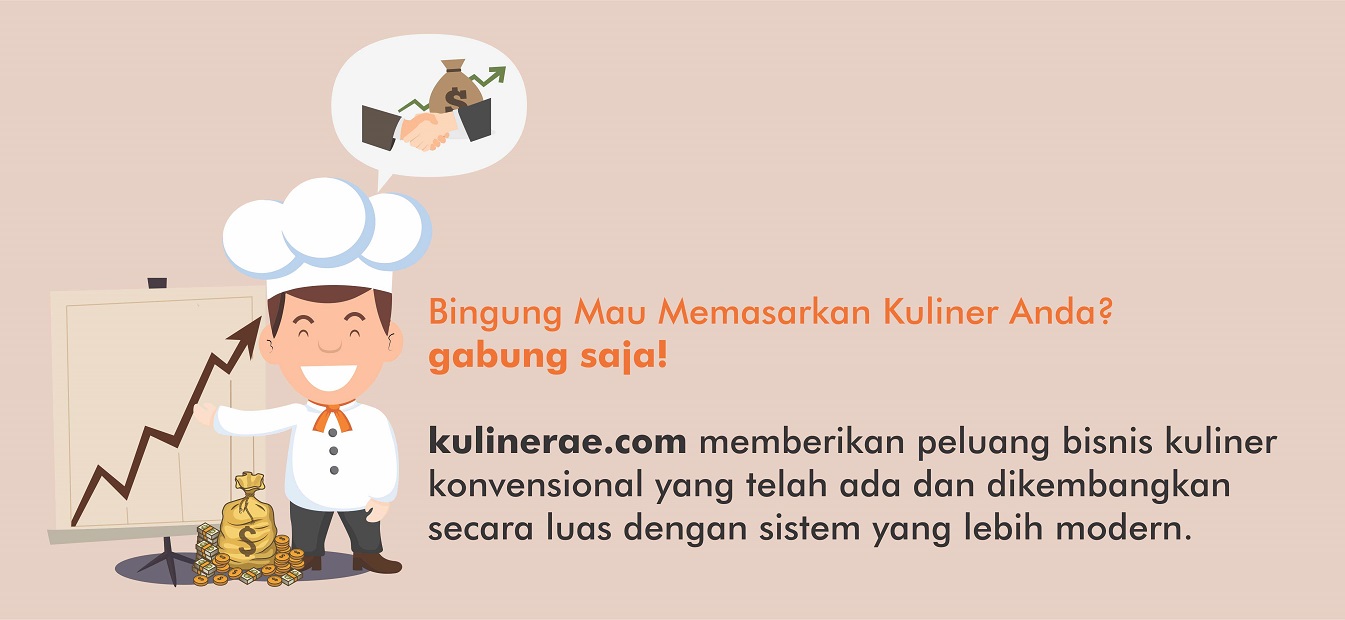 Bingung Mau Memasarkan Kuliner Anda?
gabung saja!
kulinerae.com memberikan peluang bisnis kuliner
konvensional yang telah ada dan dikembangkan
secara luas dengan sistem yang lebih modern.
$
$